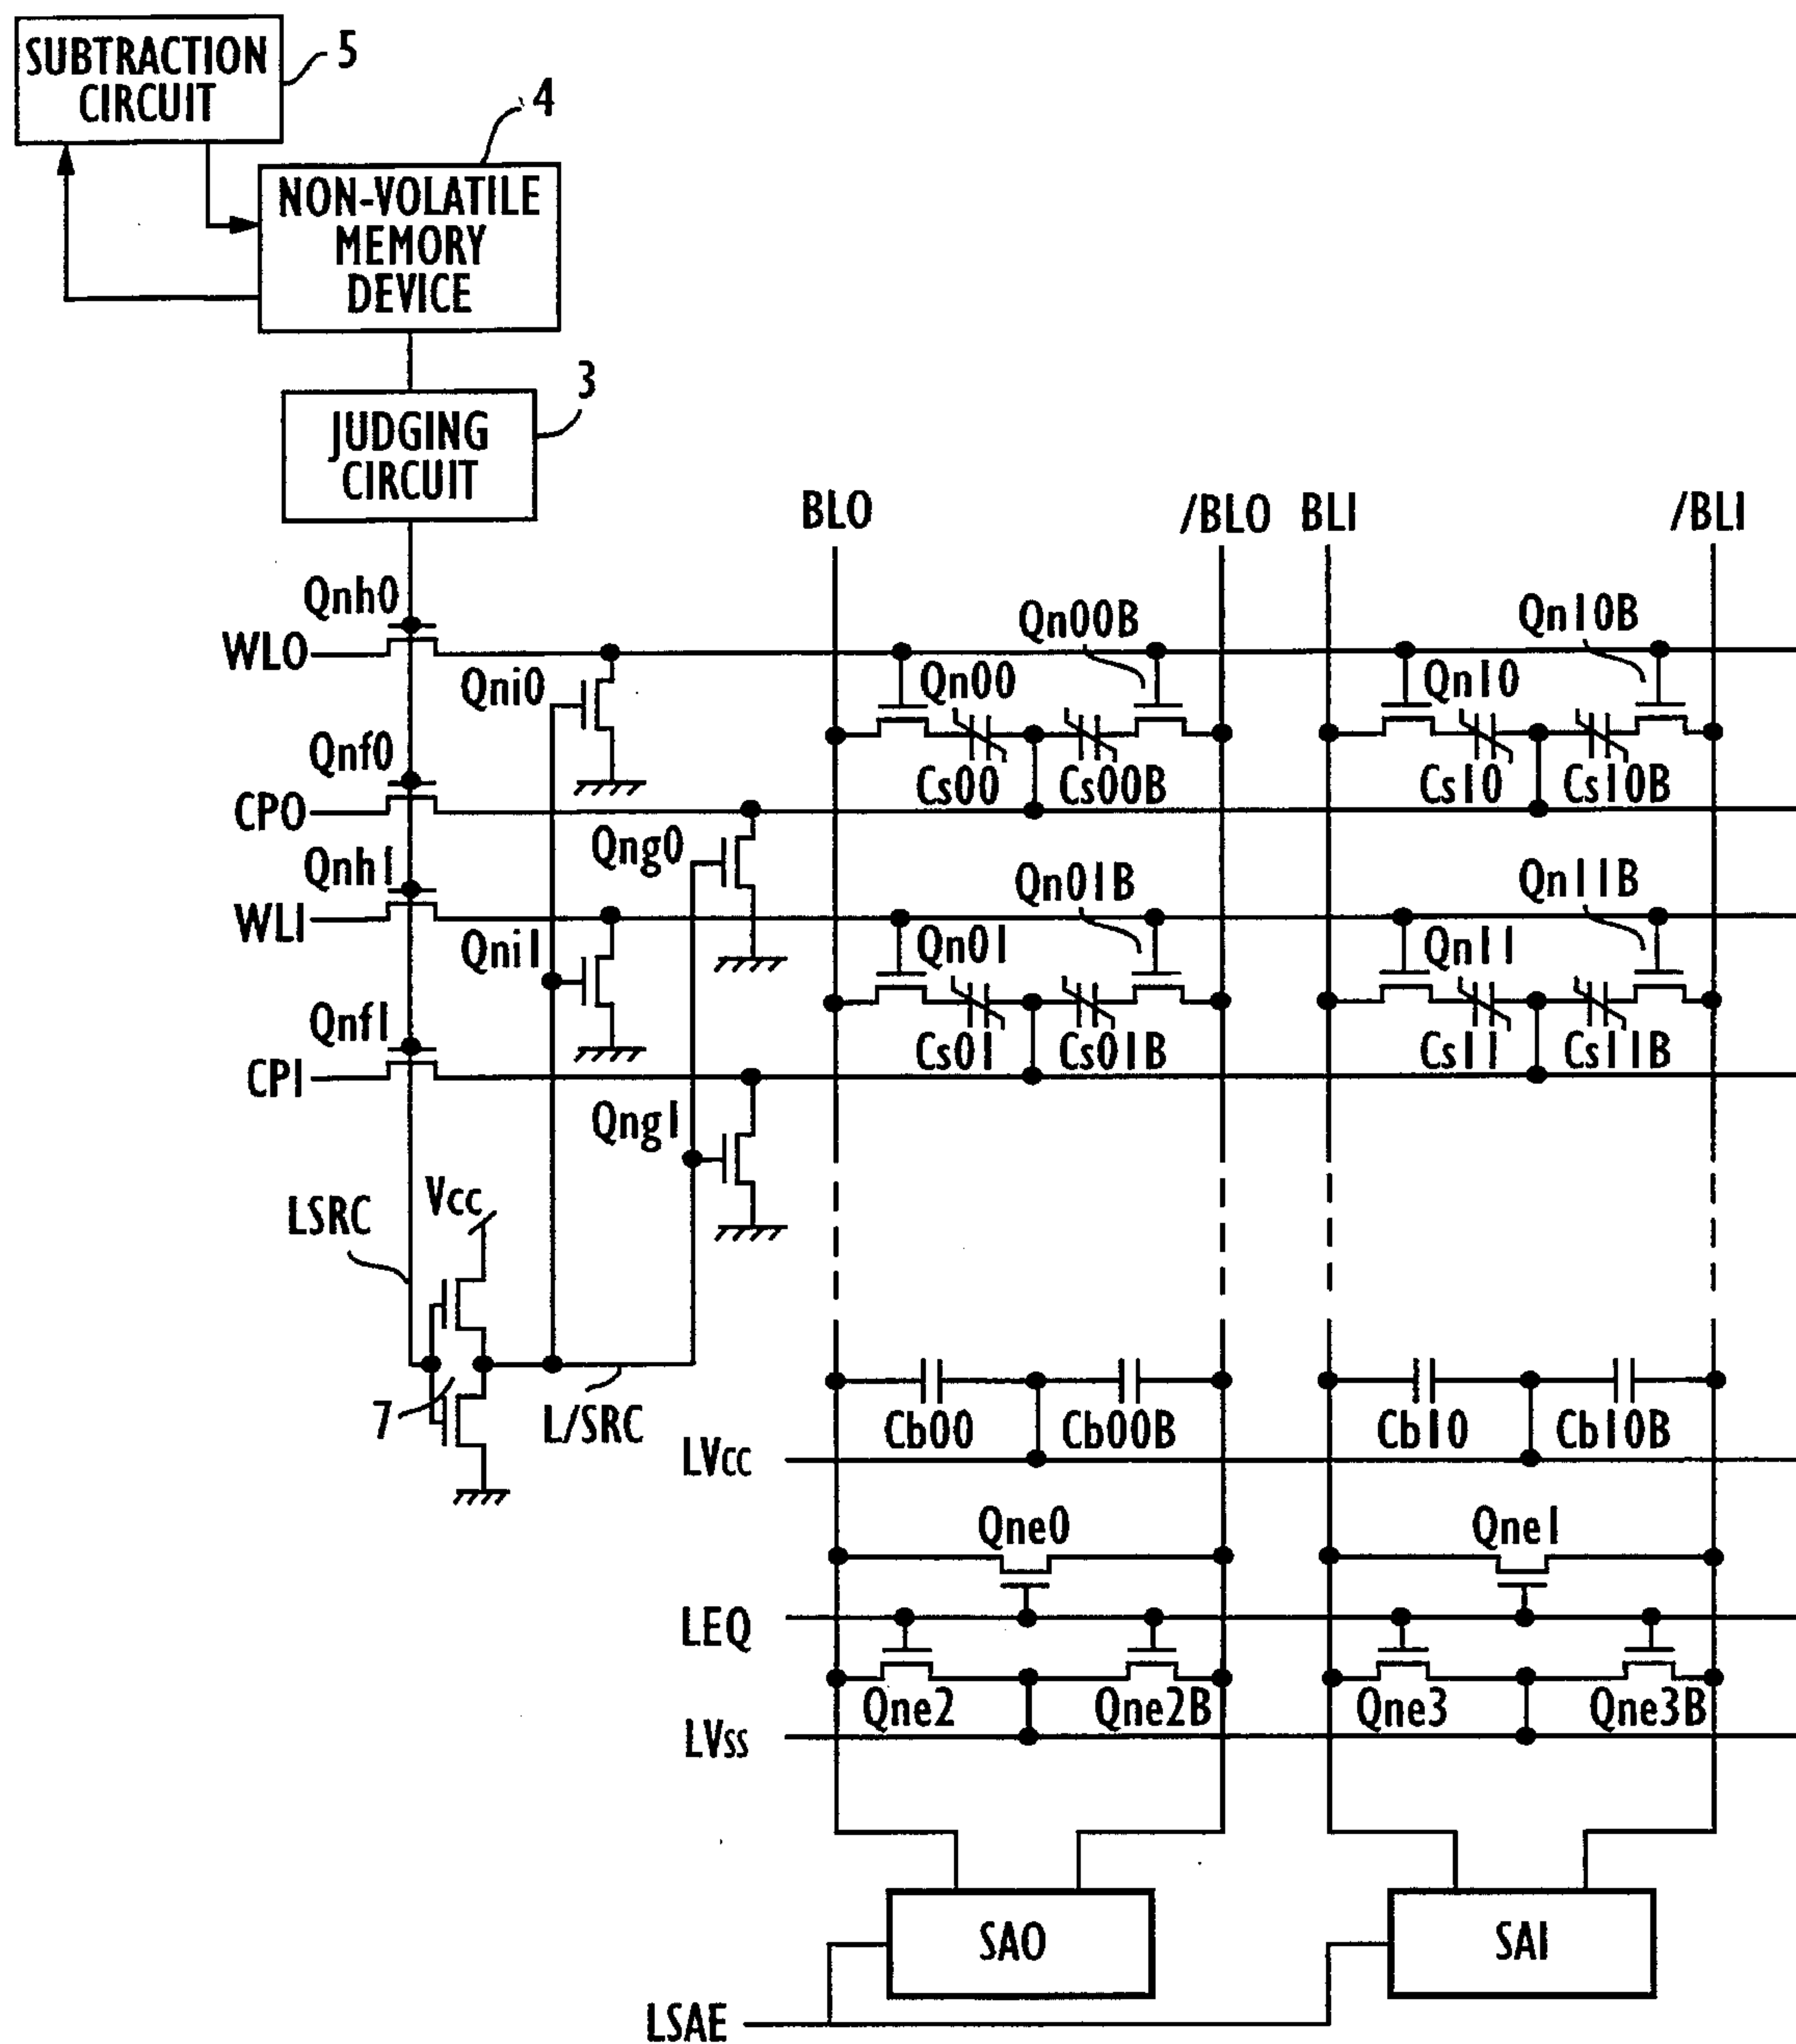 SUBTRACTION
CIRCUIT
5
4
NON-VOLATILE
MEMORY
DEVICE
3
JUDGING
CIRCUIT
BL0 /BL0 BL1 /BL1
Qnh0
Qn00B Qn10B
WL0
Qni0 Qn00 Qn10
Qnf0
Cs00 Cs00B Cs10 Cs10B
CP0
Qnh1 Qng0
Qn01B Qn11B
WL1
Qni1 Qn01 Qn11
Qnf1
Cs01 Cs01B Cs11 Cs11B
CP1
Qng1
Vcc
LSRC
7 L/SRC Cb00 Cb00B Cb10 Cb10B
LVcc
Qne0 Qne1
LEQ
Qne2 Qne2B Qne3 Qne3B
LVss
SA0 SA1
LSAE